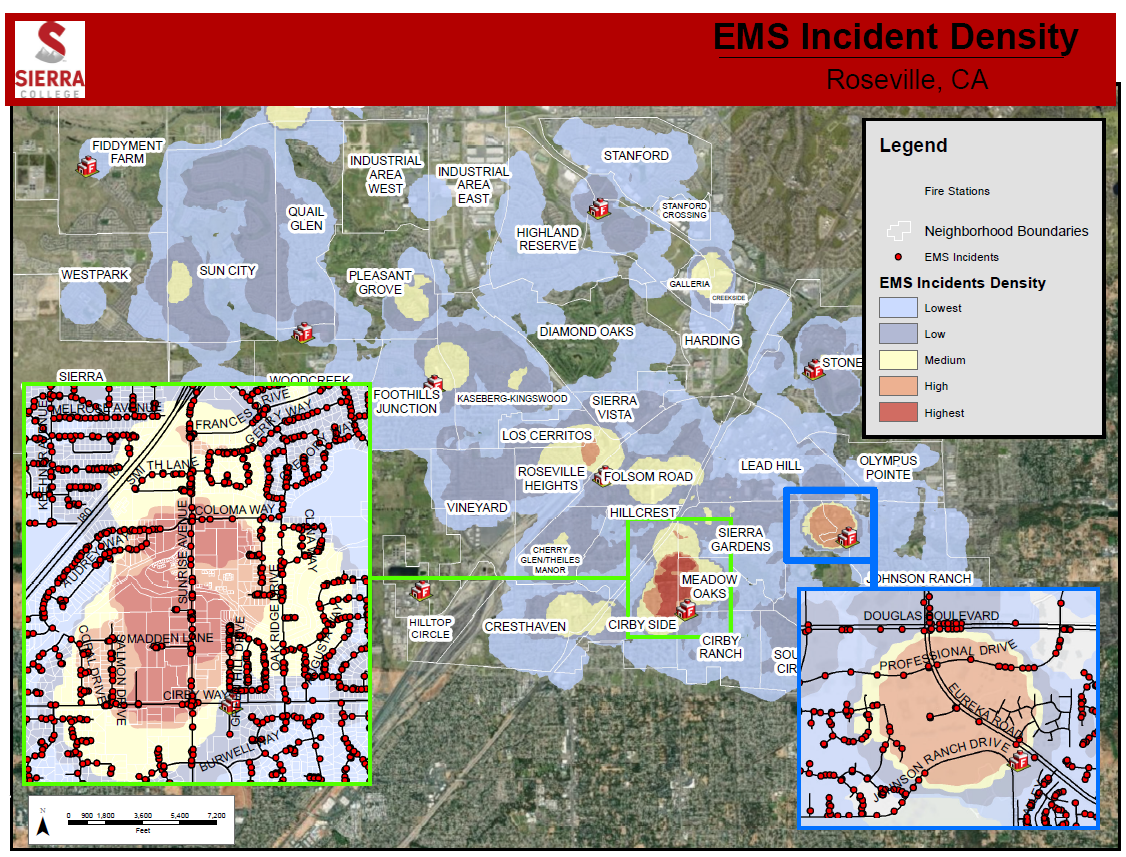 SIERRA
COLLEGE
EMS Incident Density
Roseville, CA
Legend
Fire Stations
Neighborhood Boundaries
EMS Incidents
EMS Incidents Density
Lowest
Low
Medium
High
Highest
FIDDYMENT
FARM
INDUSTRIAL
AREA
WEST
INDUSTRIAL
AREA
EAST
STANFORD
STANFORD
CROSSING
QUAIL
GLEN
HIGHLAND
RESERVE
WESTPARK
SUN CITY
PLEASANT
GROVE
GALLERIA
CREEKSIDE
DIAMOND OAKS
HARDING
STONE
SIERRA
WOODCREEK
FOOTHILLS
JUNCTION
KASEBERG-KINGSWOOD
SIERRA
VISTA
LOS CERRITOS
ROSEVILLE
HEIGHTS
FOLSOM ROAD
LEAD HILL
OLYMPUS
POINTE
VINEYARD
HILLCREST
SIERRA
GARDENS
CHERRY
GLEN/THEILES
MANOR
MEADOW
OAKS
JOHNSON RANCH
HILLTOP
CIRCLE
CRESTHAVEN
CIRBY SIDE
CIRBY
RANCH
SOU
CIR
MELROSE AVENUE
FRANCES DRIVE
GERRY WAY
SMITH LANE
I80
COLOMA WAY
AUDREY WAY
SUNRISE AVENUE
OAK RIDGE DRIVE
MADDEN LANE
CORAL DRIVE
SALMON DRIVE
CIRBY WAY
BURWELL WAY
DOUGLAS BOULEVARD
PROFESSIONAL DRIVE
EUREKA ROAD
JOHNSON RANCH DRIVE
N
0 900 1,800 3,600 5,400 7,200
Feet